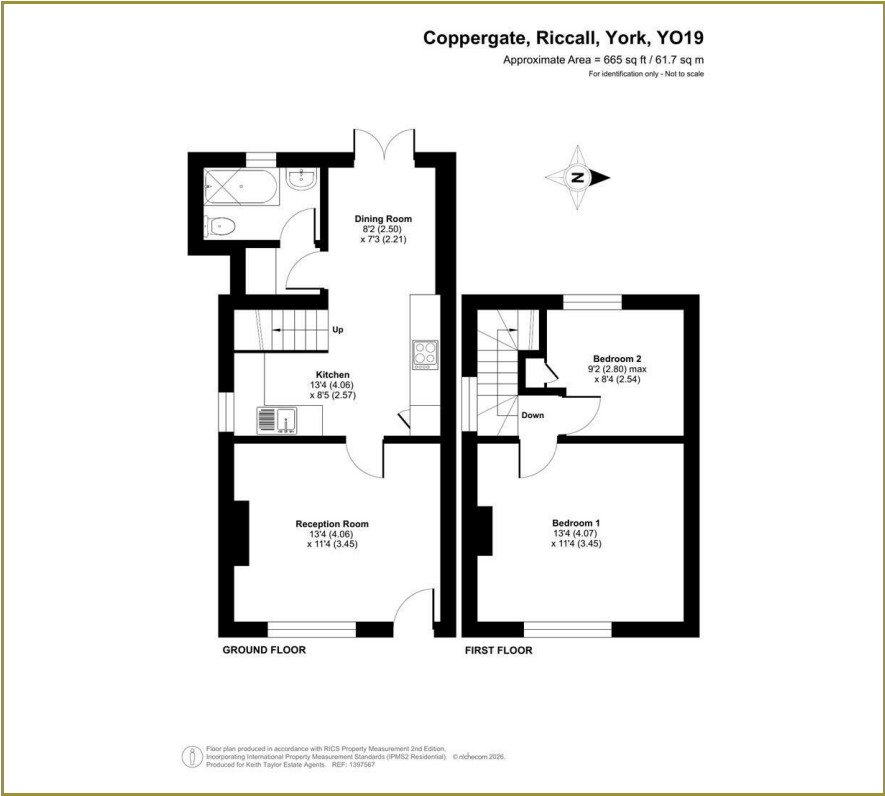 Coppergate, Riccall, York, YO19
Approximate Area = 665 sq ft / 61.7 sq m
For identification only - Not to scale
N
Dining Room
8'2 (2.50)
x 7'3 (2.21)
Up
Kitchen
13'4 (4.06)
x 8'5 (2.57)
Bedroom 2
9'2 (2.80) max
x 8'4 (2.54)
Down
Reception Room
13'4 (4.06)
x 11'4 (3.45)
Bedroom 1
13'4 (4.07)
x 11'4 (3.45)
GROUND FLOOR
FIRST FLOOR
Floor plan produced in accordance with RICS Property Measurement 2nd Edition,
Incorporating International Property Measurement Standards (IPMS2 Residential). © nichecom 2026.
Produced for Keith Taylor Estate Agents. REF: 1397567